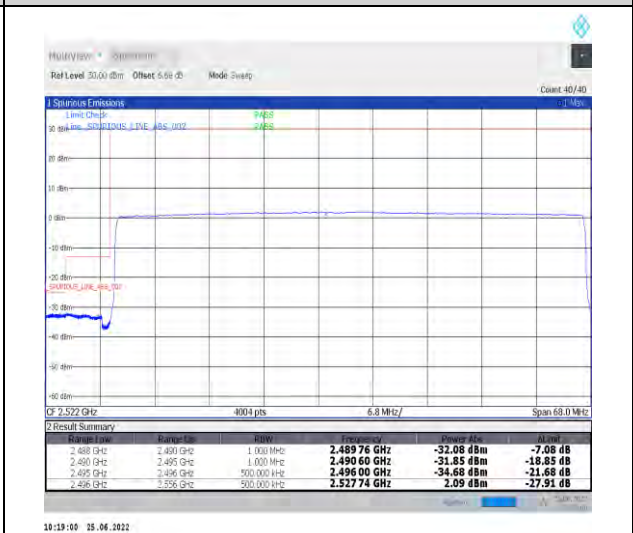 MultiView
Ref Level 30.00 dBm Offset 6.68 dB Mode Sweep
Count 40/40
1 Spurious Emissions
Limit Check PASS
Line _SPURIOUS_LINE_ABS_002 PASS
30 dBm
20 dBm
10 dBm
0 dBm
-10 dBm
-20 dBm
_SPURIOUS_LINE_ABS_002
-30 dBm
-40 dBm
-50 dBm
-60 dBm
CF 2.522 GHz 4004 pts 6.8 MHz/ Span 68.0 MHz
2 Result Summary
Range Low Range Up RBW Frequency Power Abs ΔLimit
2.488 GHz 2.490 GHz 1.000 MHz 2.489 76 GHz -32.08 dBm -7.08 dB
2.490 GHz 2.495 GHz 1.000 MHz 2.490 60 GHz -31.85 dBm -18.85 dB
2.495 GHz 2.496 GHz 500.000 kHz 2.496 00 GHz -34.68 dBm -21.68 dB
2.496 GHz 2.556 GHz 500.000 kHz 2.527 74 GHz 2.09 dBm -27.91 dB
10:19:00 25.06.2022